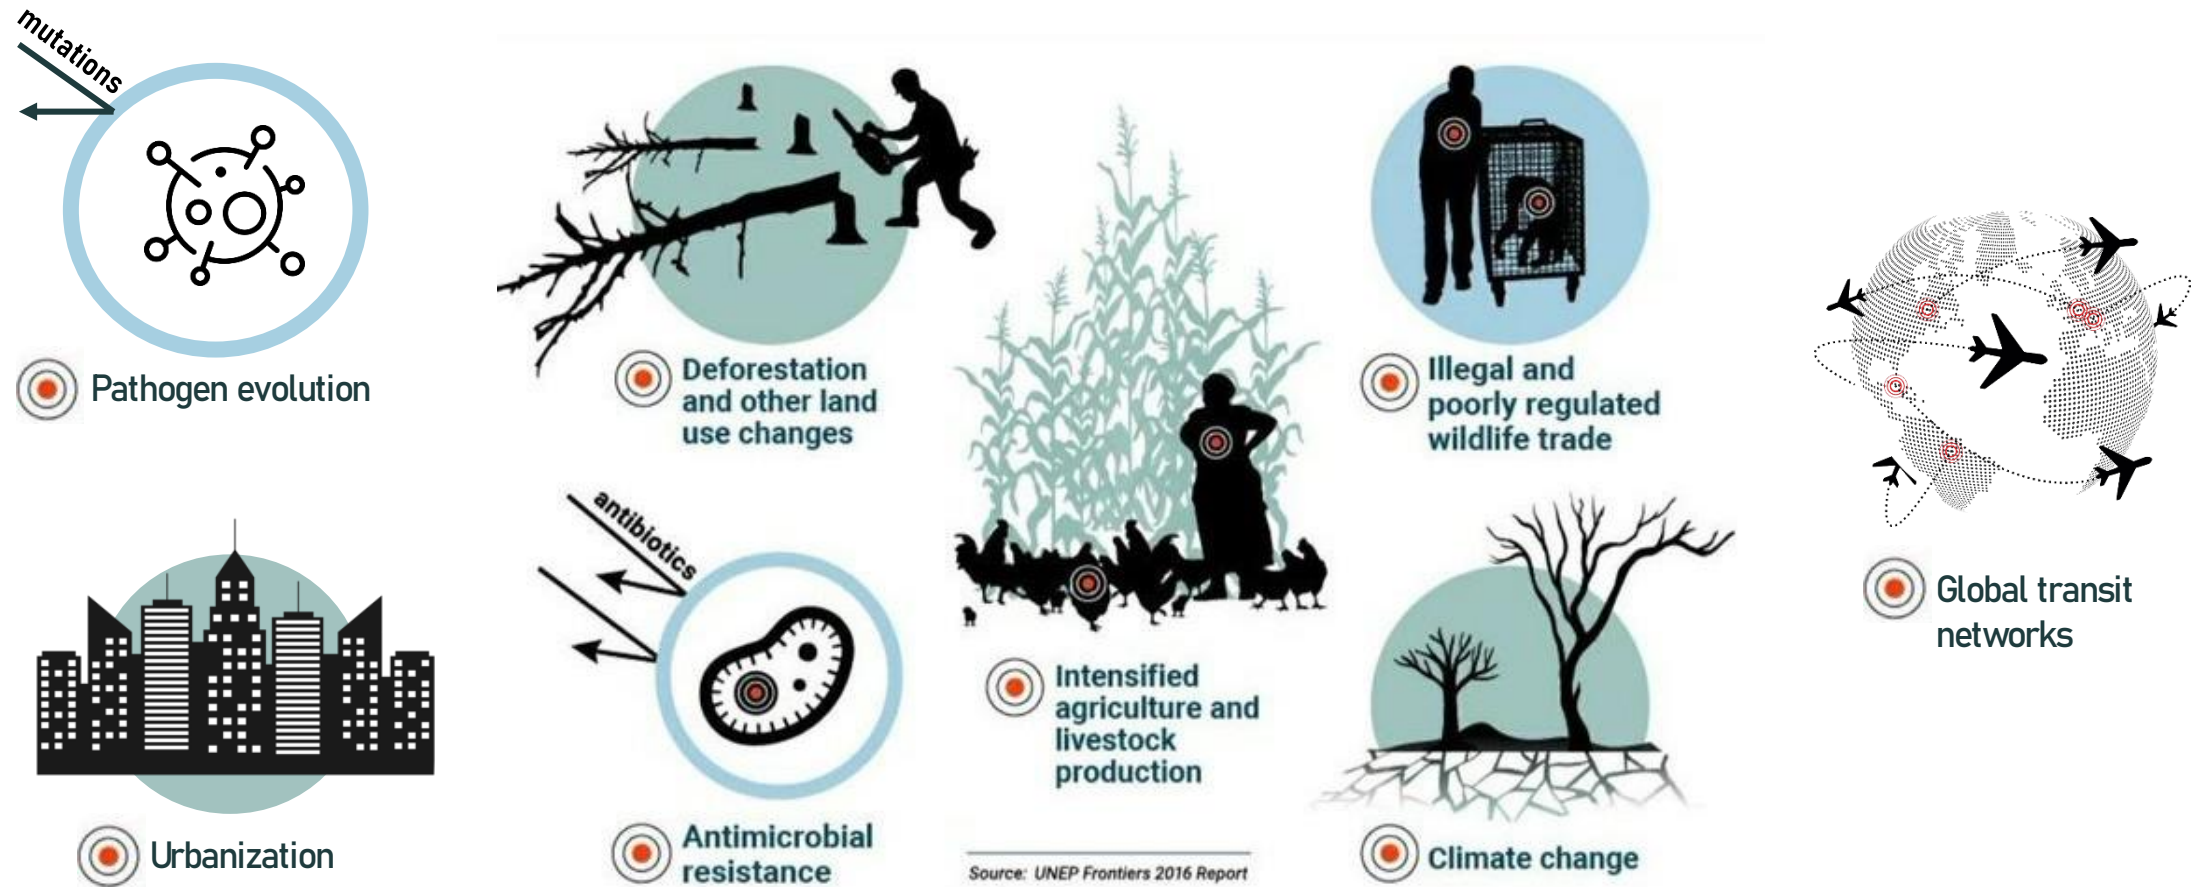 mutations
Pathogen evolution
Urbanization
Deforestation
and other land
use changes
antibiotics
Antimicrobial
resistance
Intensified
agriculture and
livestock
production
Source: UNEP Frontiers 2016 Report
Illegal and
poorly regulated
wildlife trade
Climate change
Global transit
networks